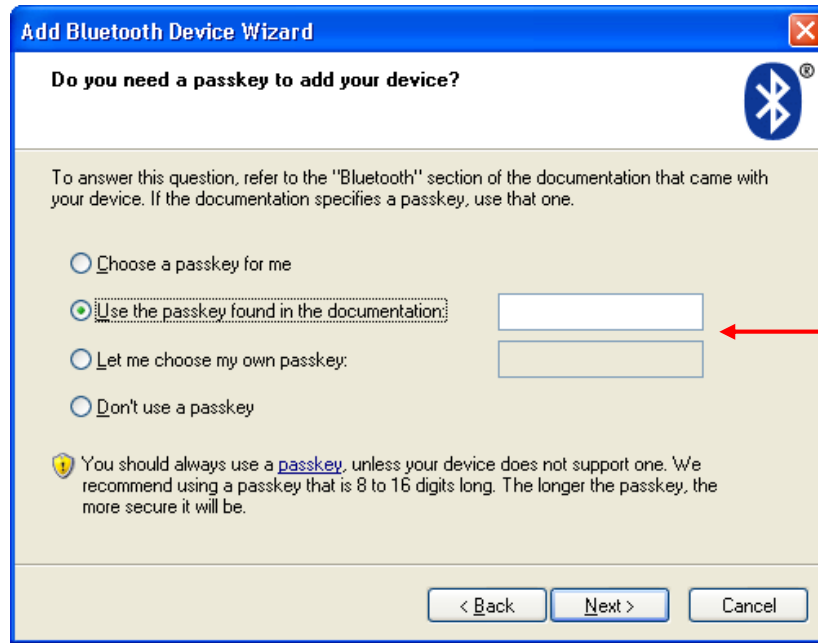 Add Bluetooth Device Wizard
Do you need a passkey to add your device?
®
To answer this question, refer to the "Bluetooth" section of the documentation that came with
your device. If the documentation specifies a passkey, use that one.
Choose a passkey for me
Use the passkey found in the documentation:
Let me choose my own passkey:
Don't use a passkey
You should always use a passkey, unless your device does not support one. We
recommend using a passkey that is 8 to 16 digits long. The longer the passkey, the
more secure it will be.
< Back Next > Cancel